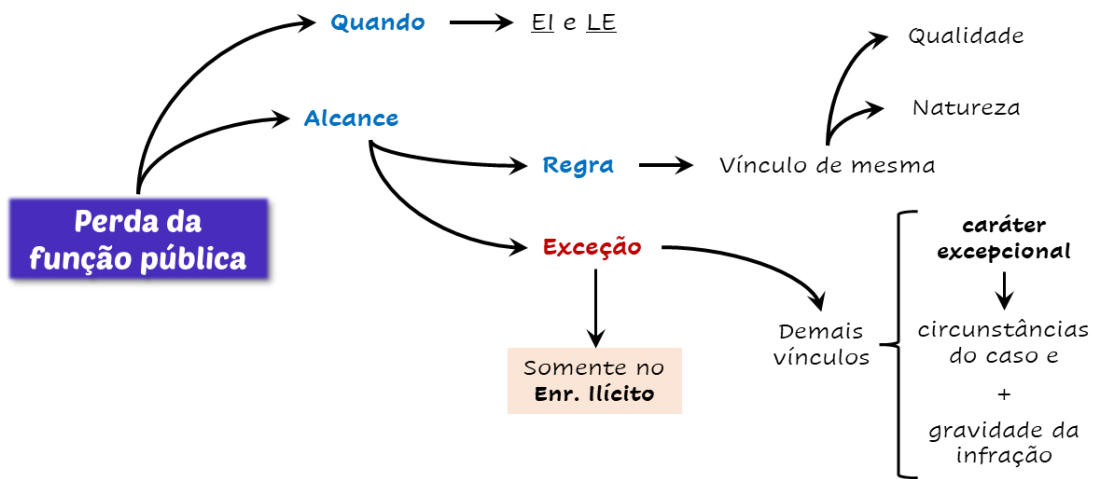 Perda da
função pública
Quando
EI e LE
Alcance
Regra
Vínculo de mesma
Qualidade
Natureza
Exceção
Somente no
Enr. Ilícito
Demais
vínculos
caráter
excepcional
circunstâncias
do caso e
+
gravidade da
infração